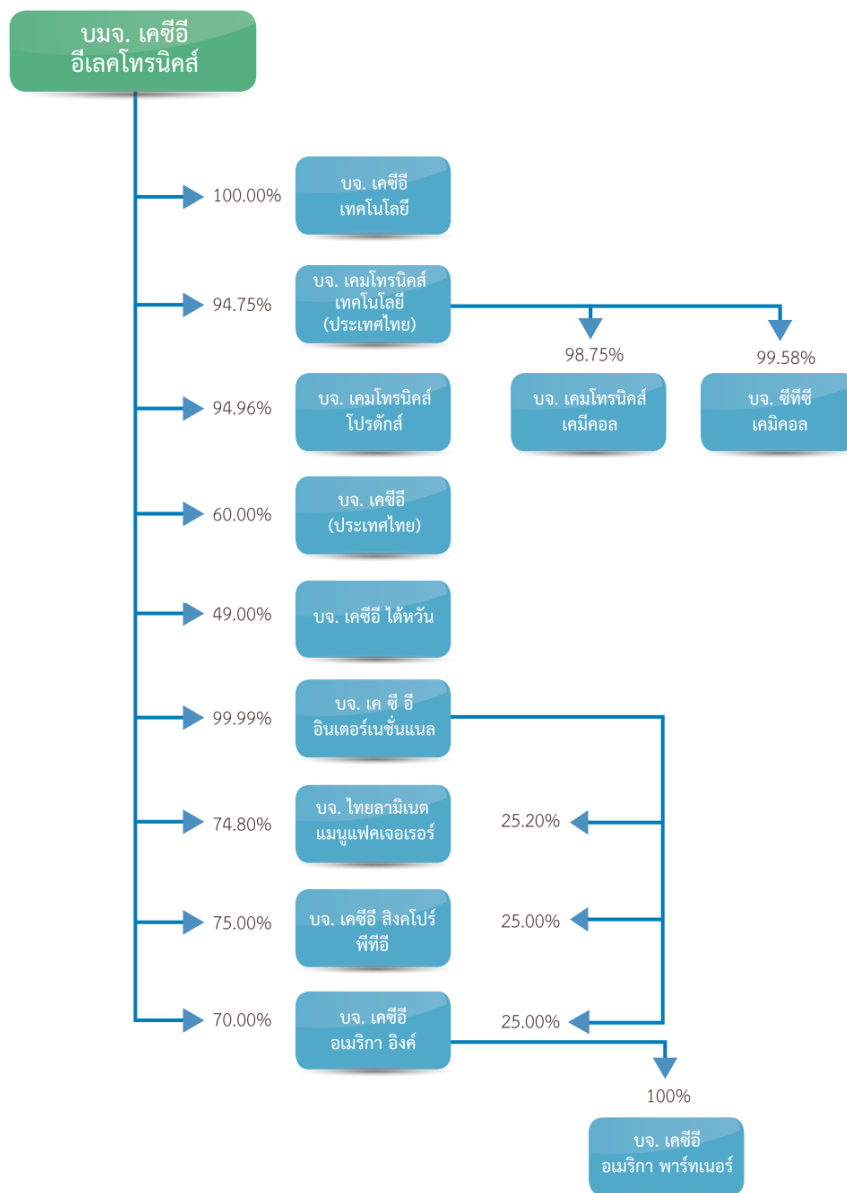 บมจ. เคซีอี
อีเลคโทรนิคส์
100.00%
บจ. เคซีอี
เทคโนโลยี
94.75%
บจ. เคมโทรนิคส์
เทคโนโลยี
(ประเทศไทย)
98.75%
บจ. เคมโทรนิคส์
เคมีคอล
99.58%
บจ. ซีทีซี
เคมิคอล
94.96%
บจ. เคมโทรนิคส์
โปรดักส์
60.00%
บจ. เคซีอี
(ประเทศไทย)
49.00%
บจ. เคซีอี ไต้หวัน
99.99%
บจ. เค ซี อี
อินเตอร์เนชั่นแนล
74.80%
บจ. ไทยลามิเนต
แมนูแฟคเจอเรอร์
25.20%
75.00%
บจ. เคซีอี สิงคโปร์
พีทีอี
25.00%
70.00%
บจ. เคซีอี
อเมริกา อิงค์
25.00%
100%
บจ. เคซีอี
อเมริกา พาร์ทเนอร์